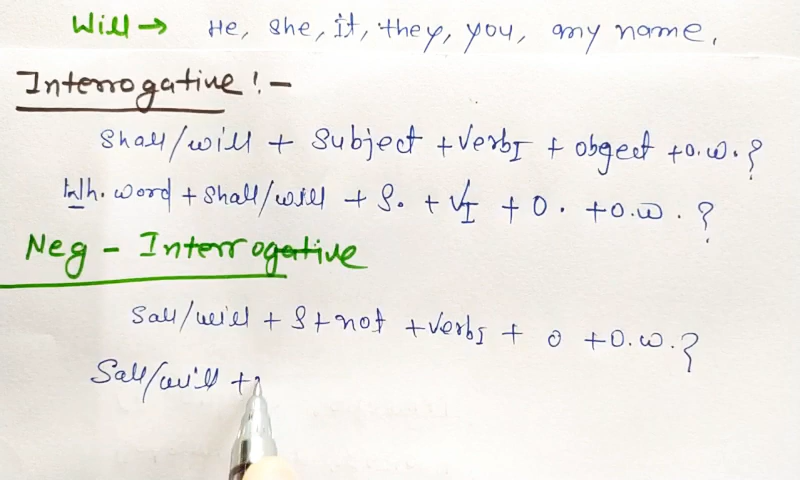 Will → He, she, it, they, you, any name,
Interrogative :-
Shall/will + Subject + Verb I + obgect + o.w. ?
Wh. word + Shall/will + S. + V I + O. + o.w. ?
Neg - Interrogative
Sall/will + S + not + Verb I + o + O.w. ?
Sall/will +